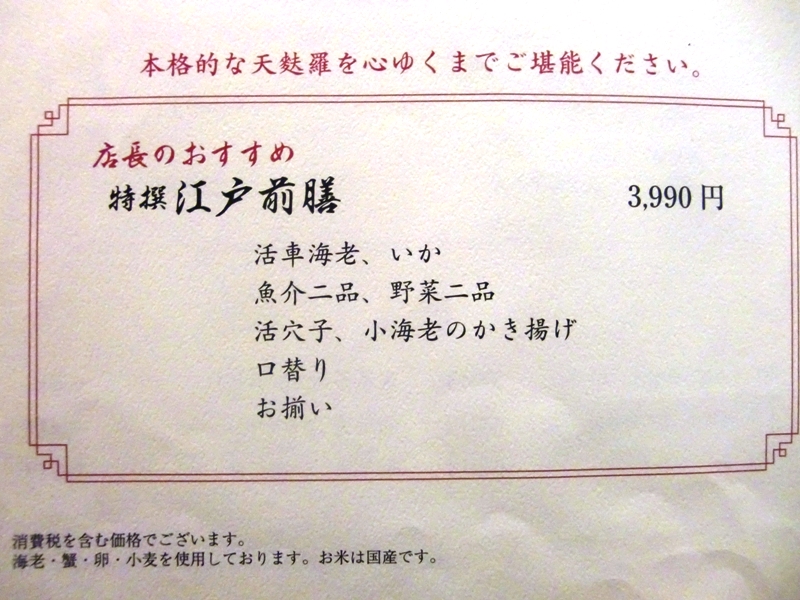 本格的な天麩羅を心ゆくまでご堪能ください。
店長のおすすめ
特撰江戸前膳 3,990円
活車海老、いか
魚介二品、野菜二品
活穴子、小海老のかき揚げ
口替り
お揃い
消費税を含む価格でございます。
海老・蟹・卵・小麦を使用しております。お米は国産です。